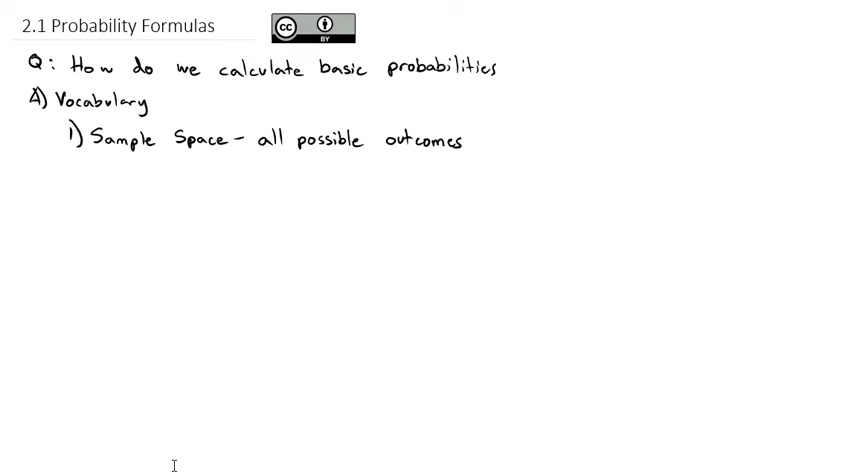 2.1 Probability Formulas
cc BY
Q: How do we calculate basic probabilities
A) Vocabulary
1) Sample Space - all possible outcomes